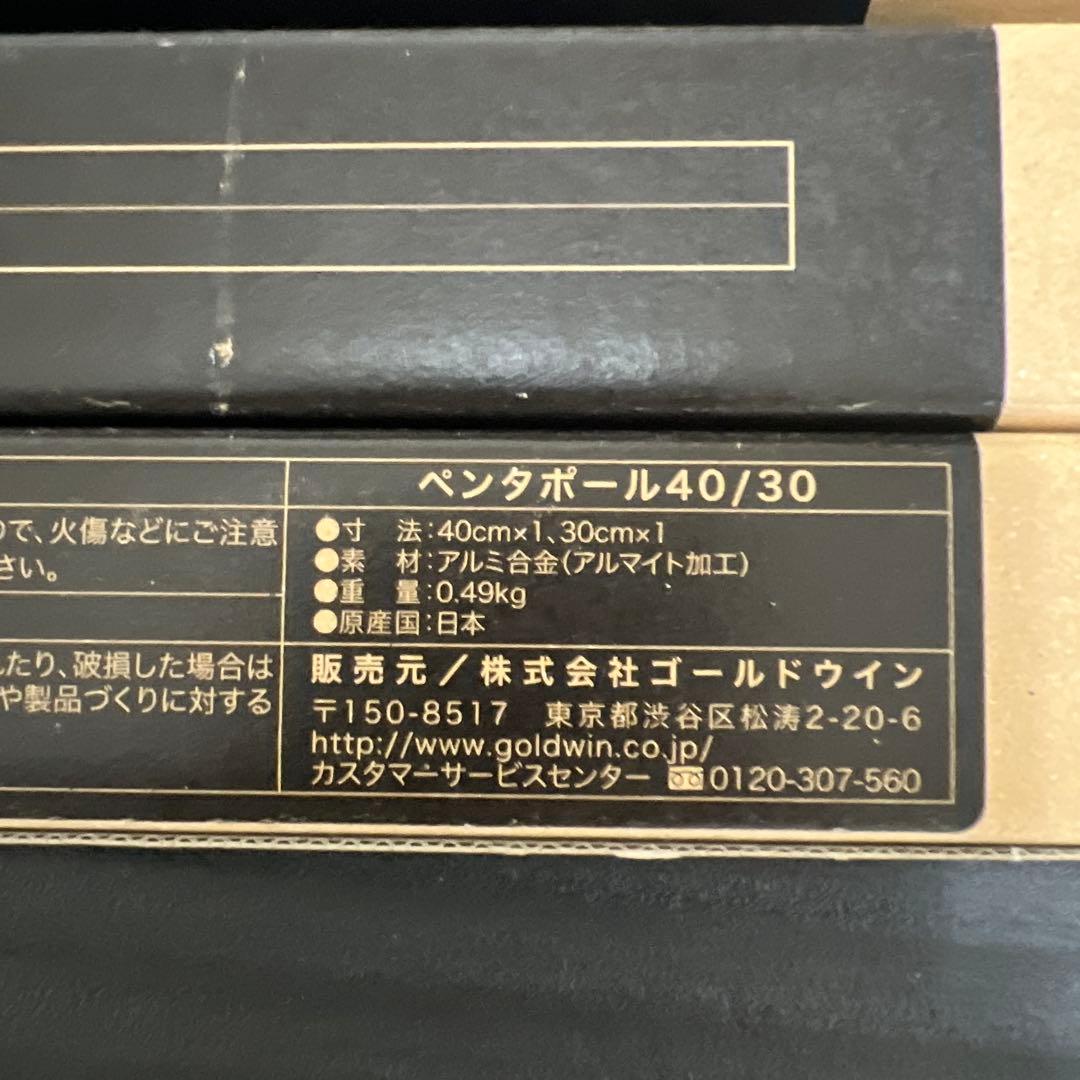 ので、火傷などにご注意
さい。
たり、破損した場合は
や製品づくりに対する
ペンタポール40/30
●寸　法：40cm×1、30cm×1
●素　材：アルミ合金（アルマイト加工）
●重　量：0.49kg
●原産国：日本
販売元／株式会社ゴールドウイン
〒150-8517　東京都渋谷区松涛2-20-6
http://www.goldwin.co.jp/
カスタマーサービスセンター 0120-307-560